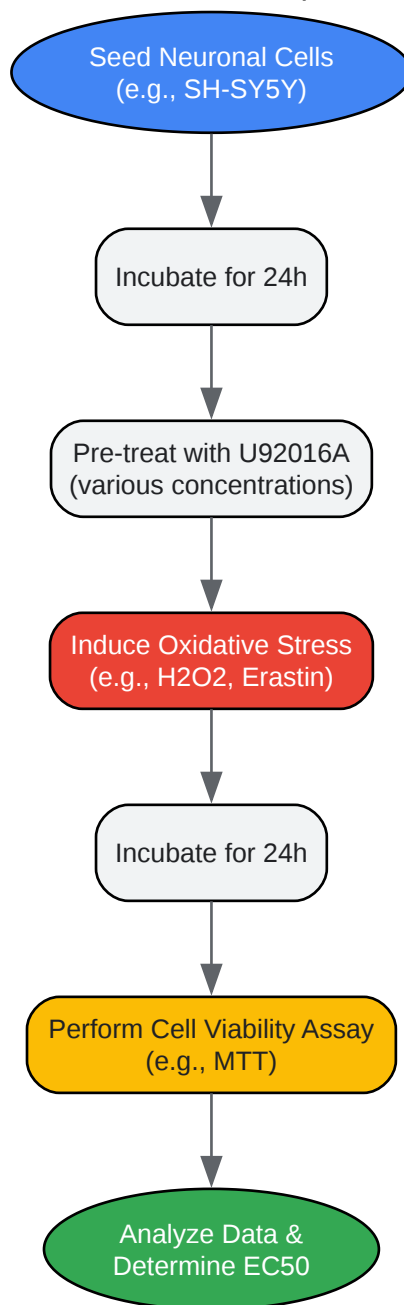 Seed Neuronal Cells
(e.g., SH-SY5Y)
Incubate for 24h
Pre-treat with U92016A
(various concentrations)
Induce Oxidative Stress
(e.g., H2O2, Erastin)
Incubate for 24h
Perform Cell Viability Assay
(e.g., MTT)
Analyze Data &
Determine EC50